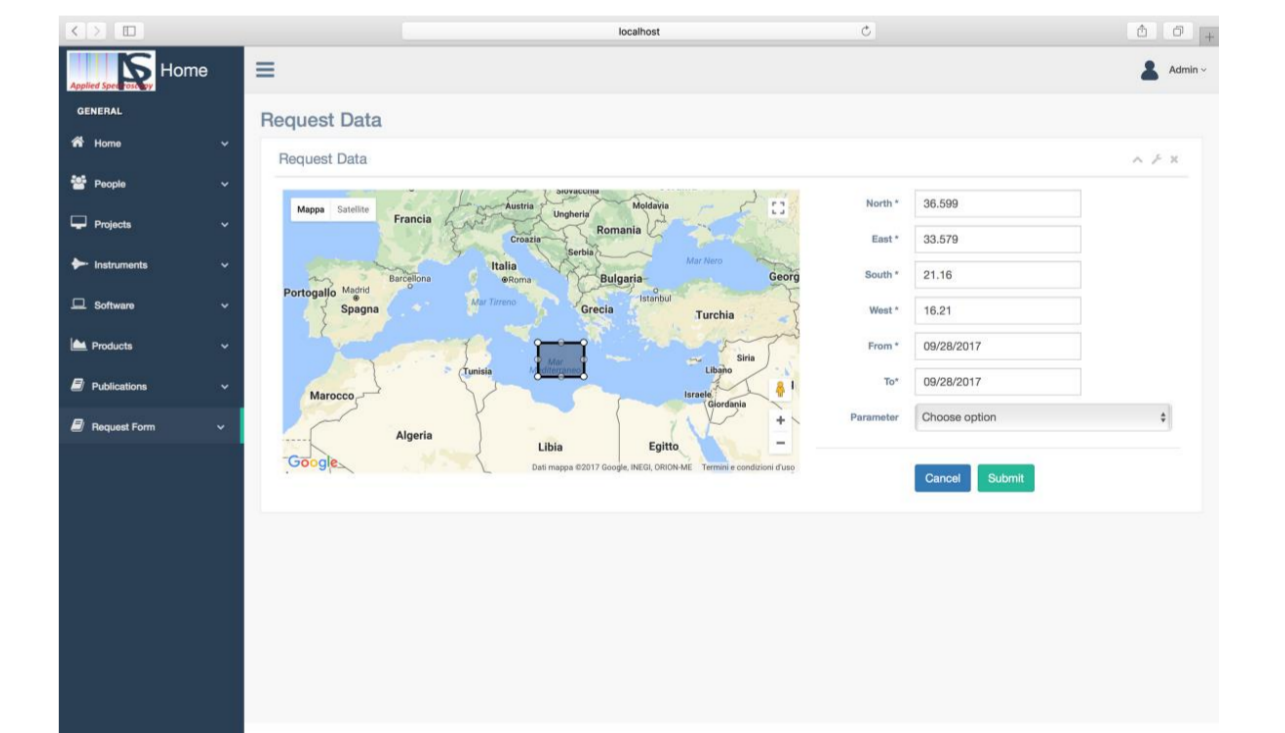 localhost
Applied Spectroscopy
Home
Admin
GENERAL
Home
People
Projects
Instruments
Software
Products
Publications
Request Form
Request Data
Request Data
Mappa Satellite
Slovacchia
Austria
Ungheria
Moldavia
Francia
Romania
Croazia
Serbia
Italia
Mar Nero
Barcellona
Roma
Bulgaria
Georg
Portogallo
Madrid
Mar Tirreno
Istanbul
Spagna
Grecia
Turchia
Mar
Mediterraneo
Siria
Tunisia
Libano
Marocco
Israele
Giordania
Algeria
Libia
Egitto
Google
Dati mappa ©2017 Google, INEGI, ORION-ME Termini e condizioni d'uso
North * 36.599
East * 33.579
South * 21.16
West * 16.21
From * 09/28/2017
To* 09/28/2017
Parameter Choose option
Cancel Submit